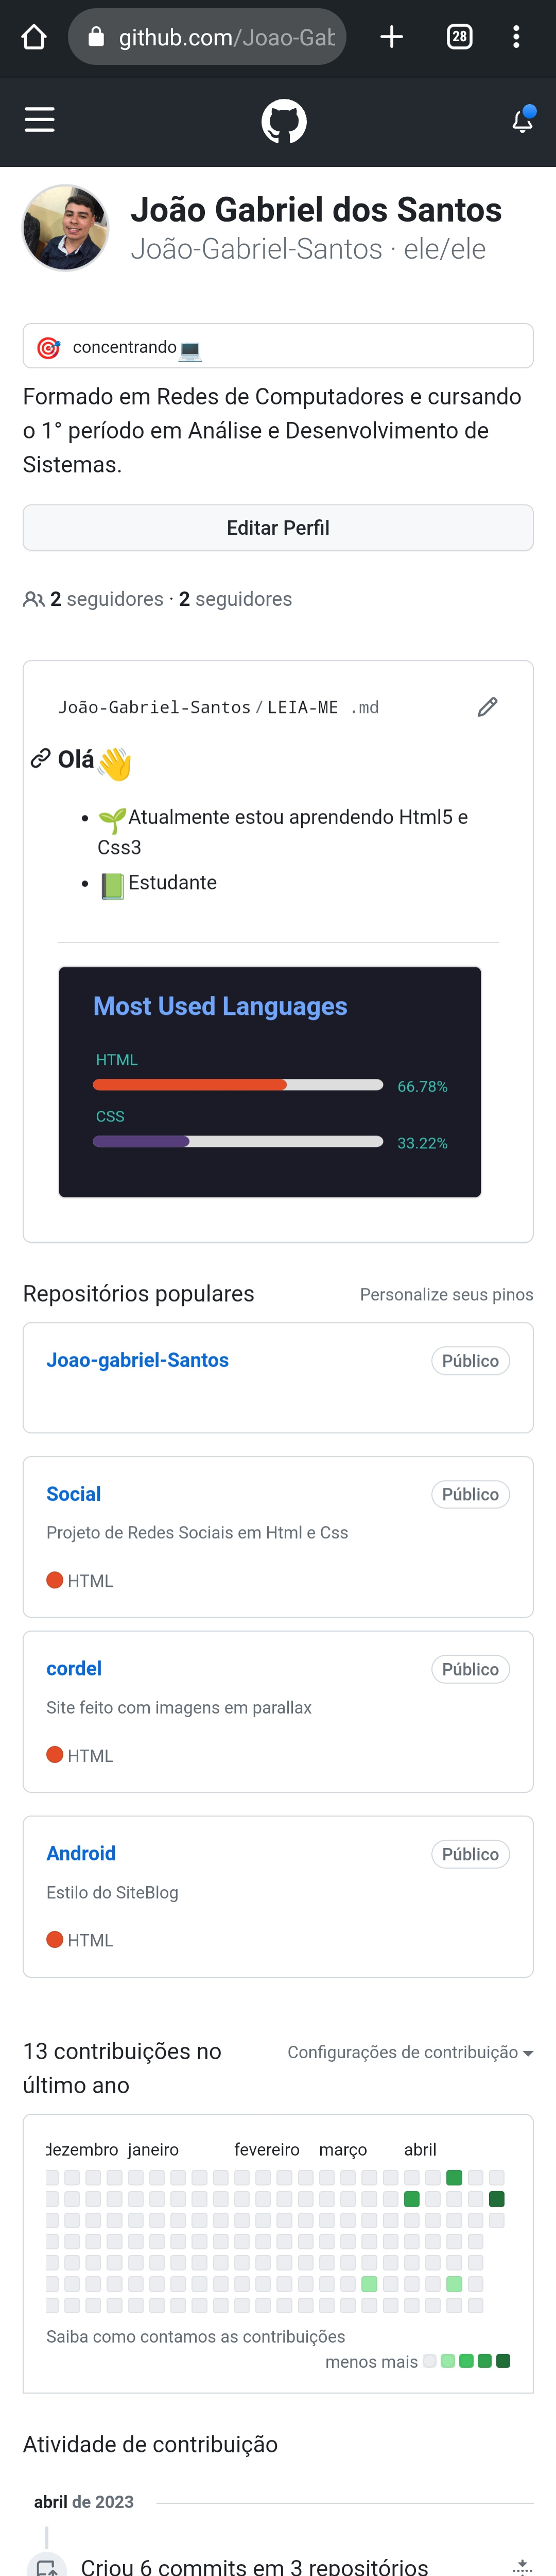 github.com/Joao-Gab
28
João Gabriel dos Santos
João-Gabriel-Santos · ele/ele
concentrando
Formado em Redes de Computadores e cursando
o 1° período em Análise e Desenvolvimento de
Sistemas.
Editar Perfil
2 seguidores · 2 seguidores
João-Gabriel-Santos / LEIA-ME .md
Olá
Atualmente estou aprendendo Html5 e
Css3
Estudante
Most Used Languages
HTML
66.78%
CSS
33.22%
Repositórios populares
Personalize seus pinos
Joao-gabriel-Santos
Público
Social
Público
Projeto de Redes Sociais em Html e Css
HTML
cordel
Público
Site feito com imagens em parallax
HTML
Android
Público
Estilo do SiteBlog
HTML
13 contribuições no
último ano
Configurações de contribuição
dezembro janeiro fevereiro março abril
Saiba como contamos as contribuições
menos mais
Atividade de contribuição
abril de 2023
Criou 6 commits em 3 repositórios